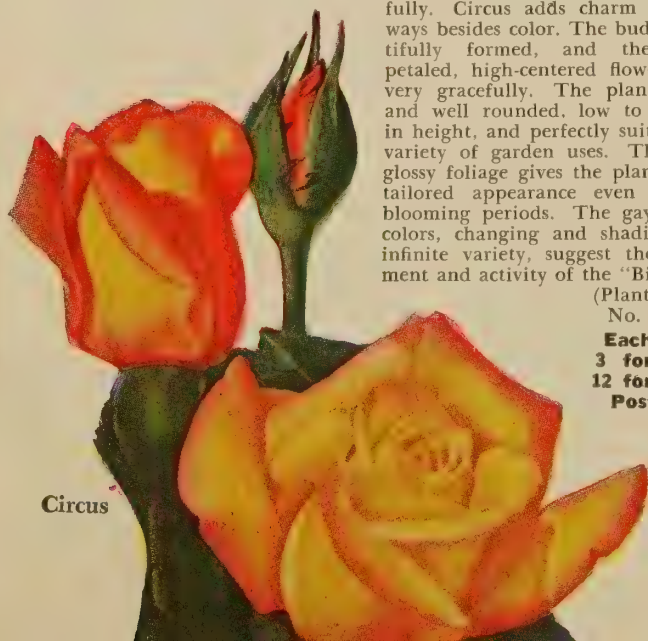 fully. Circus adds charm
ways besides color. The bud
tifully formed, and the
petaled, high-centered flow
very gracefully. The plan
and well rounded, low to
in height, and perfectly suit
variety of garden uses. Th
glossy foliage gives the plan
tailored appearance even
blooming periods. The gay
colors, changing and shadi
infinite variety, suggest the
ment and activity of the "Bi
(Plant
No.
Each
3 for
12 for
Pos
Circus